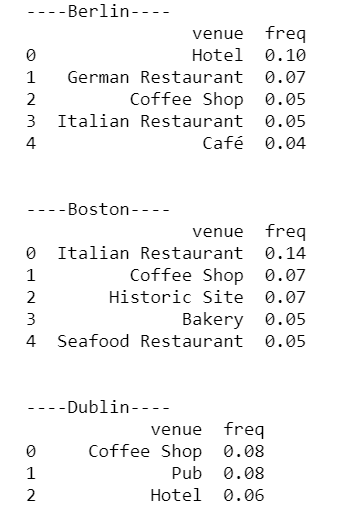 ----Berlin----
venue freq
0 Hotel 0.10
1 German Restaurant 0.07
2 Coffee Shop 0.05
3 Italian Restaurant 0.05
4 Café 0.04
----Boston----
venue freq
0 Italian Restaurant 0.14
1 Coffee Shop 0.07
2 Historic Site 0.07
3 Bakery 0.05
4 Seafood Restaurant 0.05
----Dublin----
venue freq
0 Coffee Shop 0.08
1 Pub 0.08
2 Hotel 0.06